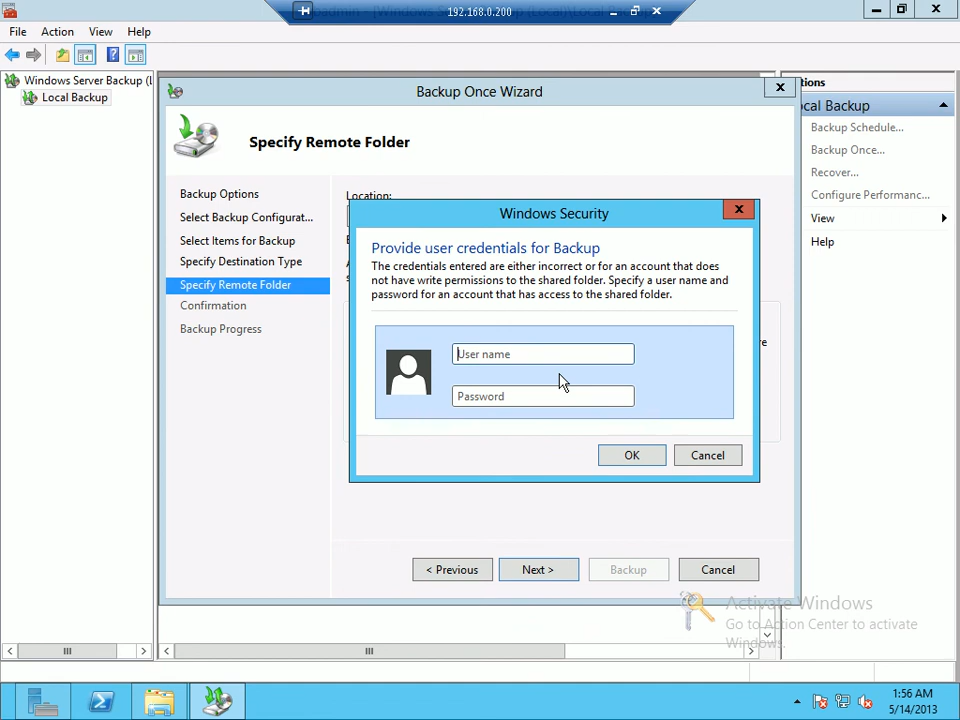 192.168.0.200
File Action View Help
Windows Server Backup (L
Local Backup
Backup Once Wizard
Specify Remote Folder
Backup Options
Select Backup Configurat...
Select Items for Backup
Specify Destination Type
Specify Remote Folder
Confirmation
Backup Progress
Location:
Windows Security
Provide user credentials for Backup
The credentials entered are either incorrect or for an account that does
not have write permissions to the shared folder. Specify a user name and
password for an account that has access to the shared folder.
User name
Password
OK Cancel
< Previous Next > Backup Cancel
tions
ocal Backup
Backup Schedule...
Backup Once...
Recover...
Configure Performanc...
View
Help
Activate Windows
Go to Action Center to activate
Windows.
1:56 AM
5/14/2013